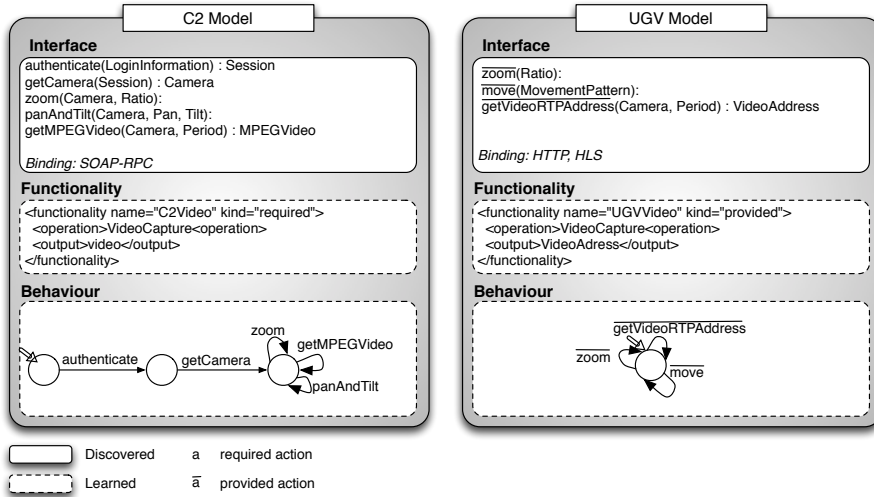 C2 Model
Interface
authenticate(LoginInformation) : Session
getCamera(Session) : Camera
zoom(Camera, Ratio):
panAndTilt(Camera, Pan, Tilt):
getMPEGVideo(Camera, Period) : MPEGVideo
Binding: SOAP-RPC
Functionality
<functionality name="C2Video" kind="required">
<operation>VideoCapture<operation>
<output>video</output>
</functionality>
Behaviour
authenticate
getCamera
zoom
getMPEGVideo
panAndTilt
UGV Model
Interface
zoom(Ratio):
move(MovementPattern):
getVideoRTPAddress(Camera, Period) : VideoAddress
Binding: HTTP, HLS
Functionality
<functionality name="UGVVideo" kind="provided">
<operation>VideoCapture<operation>
<output>VideoAdress</output>
</functionality>
Behaviour
getVideoRTPAddress
zoom
move
Discovered a required action
Learned a̅ provided action